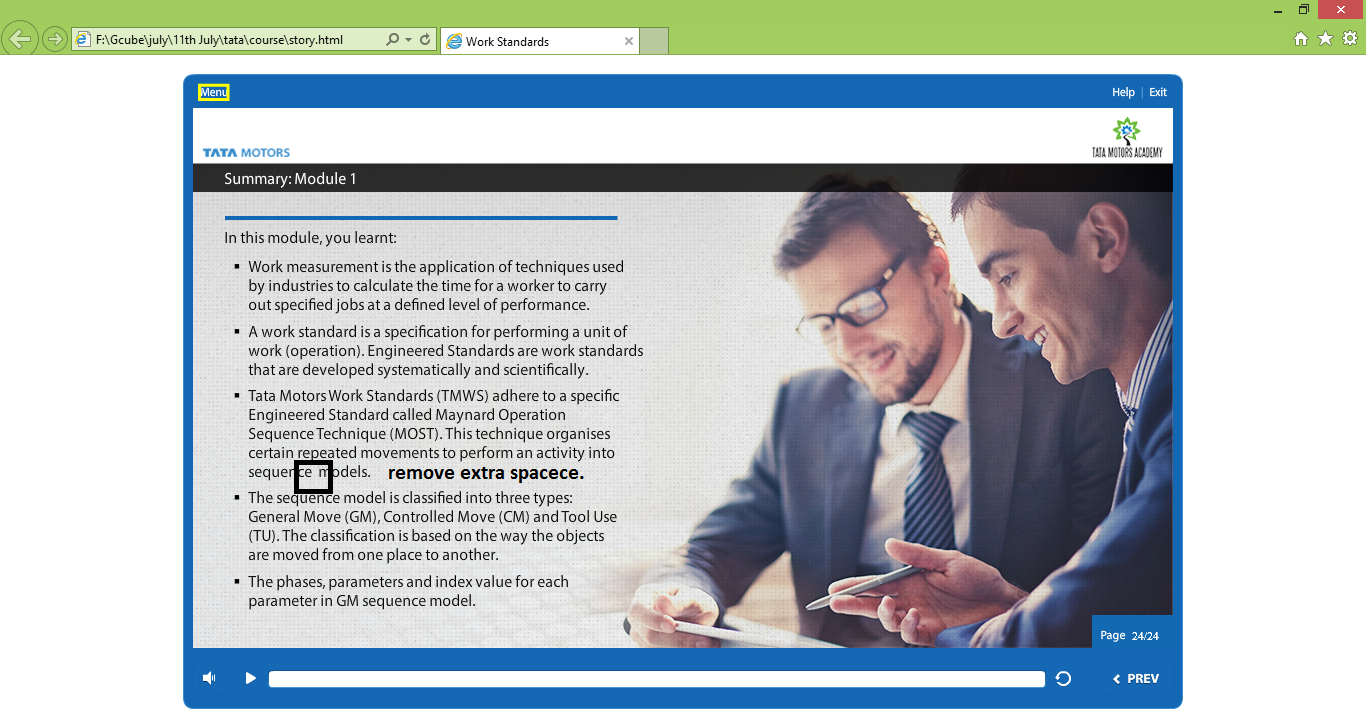 F:\Gcube\july\11th July\tata\course\story.html
Work Standards
Menu
Help | Exit
TATA MOTORS
TATA MOTORS ACADEMY
Summary: Module 1
In this module, you learnt:
▪ Work measurement is the application of techniques used
by industries to calculate the time for a worker to carry
out specified jobs at a defined level of performance.
▪ A work standard is a specification for performing a unit of
work (operation). Engineered Standards are work standards
that are developed systematically and scientifically.
▪ Tata Motors Work Standards (TMWS) adhere to a specific
Engineered Standard called Maynard Operation
Sequence Technique (MOST). This technique organises
certain repeated movements to perform an activity into
sequence  models. remove extra spacece.
▪ The sequence model is classified into three types:
General Move (GM), Controlled Move (CM) and Tool Use
(TU). The classification is based on the way the objects
are moved from one place to another.
▪ The phases, parameters and index value for each
parameter in GM sequence model.
Page 24/24
PREV